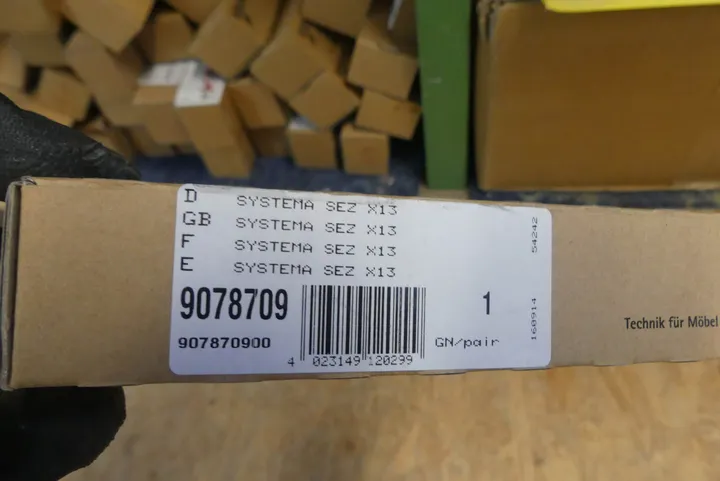 D SYSTEMA SEZ X13
GB SYSTEMA SEZ X13
F SYSTEMA SEZ X13
E SYSTEMA SEZ X13
9078709
907870900
4 023149 120299
1
GN/pair
54242
160914
Technik für Möbel